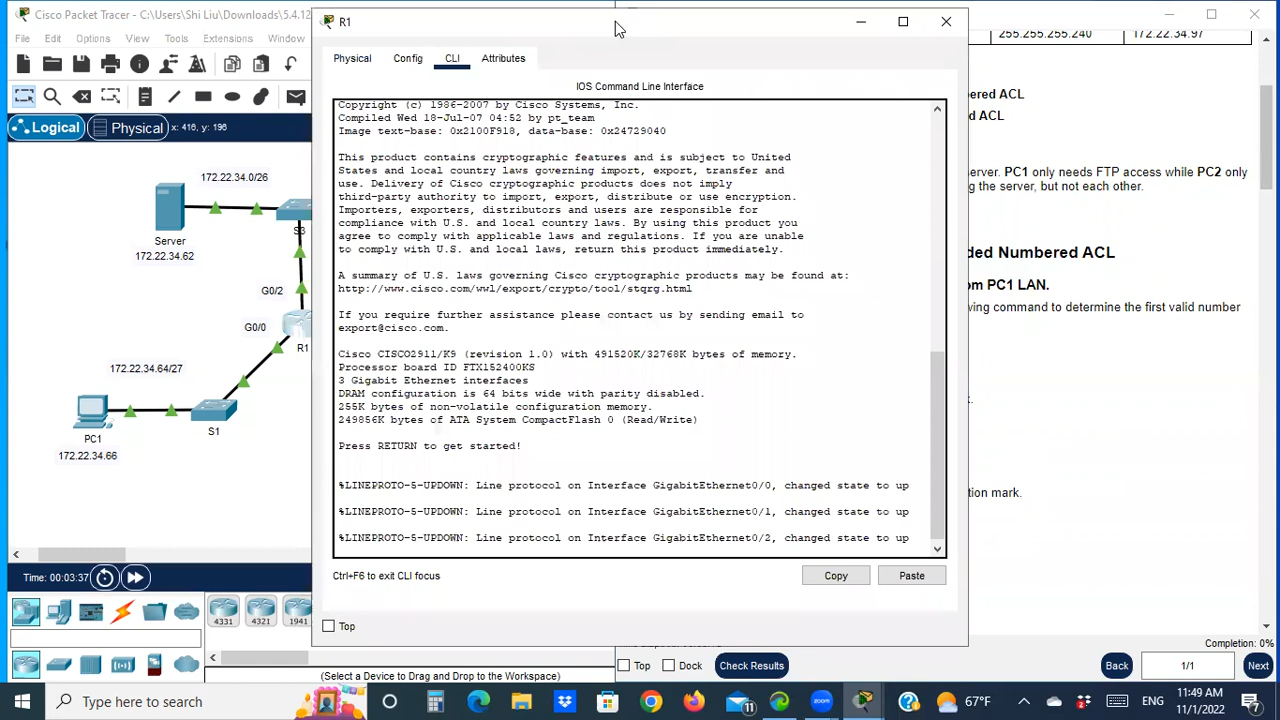 Cisco Packet Tracer - C:\Users\Shi Liu\Downloads\5.4.12
File Edit Options View Tools Extensions Window
Logical Physical x: 416, y: 196
172.22.34.0/26
S3
Server
172.22.34.62
G0/2
G0/0
R1
172.22.34.64/27
PC1
172.22.34.66
S1
Time: 00:03:37
4331 4321 1941
(Select a Device to Drag and Drop to the Workspace)
R1
Physical Config CLI Attributes
IOS Command Line Interface
Copyright (c) 1986-2007 by Cisco Systems, Inc.
Compiled Wed 18-Jul-07 04:52 by pt_team
Image text-base: 0x2100F918, data-base: 0x24729040
This product contains cryptographic features and is subject to United
States and local country laws governing import, export, transfer and
use. Delivery of Cisco cryptographic products does not imply
third-party authority to import, export, distribute or use encryption.
Importers, exporters, distributors and users are responsible for
compliance with U.S. and local country laws. By using this product you
agree to comply with applicable laws and regulations. If you are unable
to comply with U.S. and local laws, return this product immediately.
A summary of U.S. laws governing Cisco cryptographic products may be found at:
http://www.cisco.com/wwl/export/crypto/tool/stqrg.html
If you require further assistance please contact us by sending email to
export@cisco.com.
Cisco CISCO2911/K9 (revision 1.0) with 491520K/32768K bytes of memory.
Processor board ID FTX152400KS
3 Gigabit Ethernet interfaces
DRAM configuration is 64 bits wide with parity disabled.
255K bytes of non-volatile configuration memory.
249856K bytes of ATA System CompactFlash 0 (Read/Write)
Press RETURN to get started!
%LINEPROTO-5-UPDOWN: Line protocol on Interface GigabitEthernet0/0, changed state to up
%LINEPROTO-5-UPDOWN: Line protocol on Interface GigabitEthernet0/1, changed state to up
%LINEPROTO-5-UPDOWN: Line protocol on Interface GigabitEthernet0/2, changed state to up
Ctrl+F6 to exit CLI focus
Copy Paste
Top
255.255.255.240 172.22.34.97
bered ACL
ed ACL
server. PC1 only needs FTP access while PC2 only
g the server, but not each other.
ded Numbered ACL
om PC1 LAN.
wing command to determine the first valid number
k.
tion mark.
Completion: 0%
Top Dock Check Results Back 1/1 Next
Type here to search
11
67°F
ENG
11:49 AM
11/1/2022
7